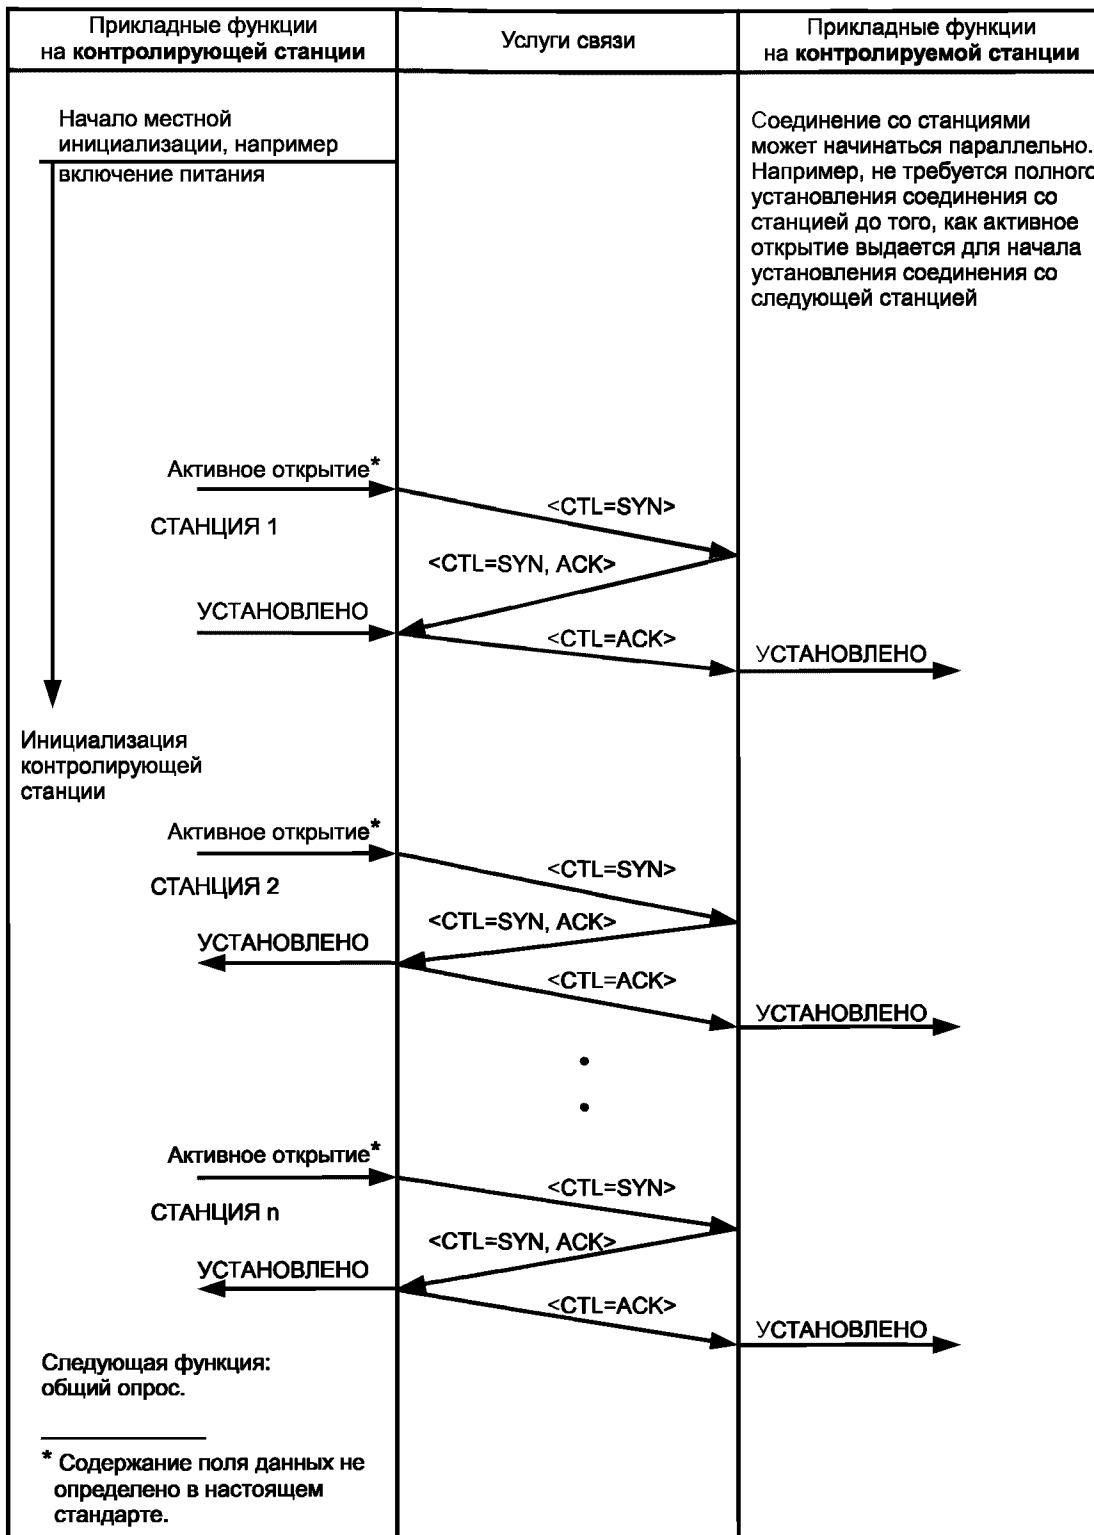 Прикладные функции
на контролирующей станции
Услуги связи
Прикладные функции
на контролируемой станции
Начало местной
инициализации, например
включение питания
Соединение со станциями
может начинаться параллельно.
Например, не требуется полного
установления соединения со
станцией до того, как активное
открытие выдается для начала
установления соединения со
следующей станцией
Активное открытие*
<CTL=SYN>
СТАНЦИЯ 1
<CTL=SYN, ACK>
УСТАНОВЛЕНО
<CTL=ACK>
УСТАНОВЛЕНО
Инициализация
контролирующей
станции
Активное открытие*
<CTL=SYN>
СТАНЦИЯ 2
<CTL=SYN, ACK>
УСТАНОВЛЕНО
<CTL=ACK>
УСТАНОВЛЕНО
Активное открытие*
<CTL=SYN>
СТАНЦИЯ n
<CTL=SYN, ACK>
УСТАНОВЛЕНО
<CTL=ACK>
УСТАНОВЛЕНО
Следующая функция:
общий опрос.
* Содержание поля данных не
определено в настоящем
стандарте.